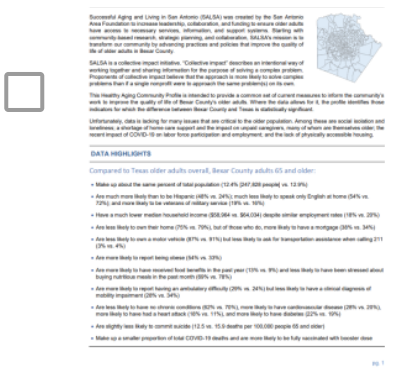 Successful Aging and Living in San Antonio (SALSA) was created by the San Antonio
Area Foundation to increase leadership, collaboration, and funding to ensure older adults
have access to necessary services, information, and support systems. Starting with
community-based research, strategic planning, and collaboration. SALSA's mission is to
transform our community by advancing practices and policies that improve the quality of
life of older adults in Bexar County.
SALSA is a collective impact initiative. "Collective impact" describes an intentional way of
working together and sharing information for the purpose of solving a complex problem.
Proponents of collective impact believe that the approach is more likely to solve complex
problems than if a single nonprofit were to approach the same problem(s) on its own.
This Healthy Aging Community Profile is intended to provide a common set of current measures to inform the community's
work to improve the quality of life of Bexar County's older adults. Where the data allows for it, the profile identifies those
indicators for which the difference between Bexar County and Texas is statistically significant.
Unfortunately, data is lacking for many issues that are critical to the older population. Among these are social isolation and
loneliness, a shortage of home care support and the impact on unpaid caregivers, many of whom are themselves older; the
recent impact of COVID-19 on labor force participation and employment; and the lack of physically accessible housing.
DATA HIGHLIGHTS
Compared to Texas older adults overall, Bexar County adults 65 and older:
• Make up about the same percent of total population (12.4% [247,828 people] vs. 12.9%)
• Are much more likely than to be Hispanic (48% vs. 24%); much less likely to speak only English at home (54% vs.
72%); and more likely to be veterans of military service (19% vs. 16%)
• Have a much lower median household income ($58,984 vs. $64,034) despite similar employment rates (18% vs. 20%)
• Are less likely to own their home (75% vs. 79%), but of those who do, more likely to have a mortgage (38% vs. 34%)
• Are less likely to own a motor vehicle (87% vs. 91%) but less likely to ask for transportation assistance when calling 211
(3% vs. 4%)
• Are more likely to report being obese (54% vs. 33%)
• Are more likely to have received food benefits in the past year (15% vs. 9%) and less likely to have been stressed about
buying nutritious meals in the past month (59% vs. 78%)
• Are more likely to report having an ambulatory difficulty (29% vs. 24%) but less likely to have a clinical diagnosis of
mobility impairment (28% vs. 34%)
• Are less likely to have no chronic conditions (62% vs. 70%), more likely to have cardiovascular disease (28% vs. 20%),
more likely to have had a heart attack (16% vs. 11%), and more likely to have diabetes (22% vs. 19%)
• Are slightly less likely to commit suicide (12.5 vs. 15.9 deaths per 100,000 people 65 and older)
• Make up a smaller proportion of total COVID-19 deaths and are more likely to be fully vaccinated with booster dose
pg. 1